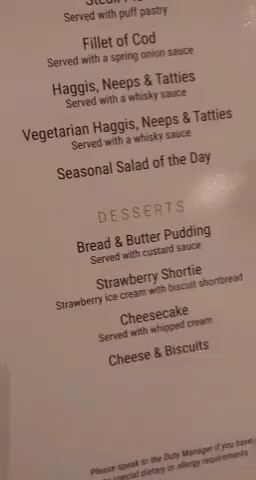 Steak
Served with puff pastry
Fillet of Cod
Served with a spring onion sauce
Haggis, Neeps & Tatties
Served with a whisky sauce
Vegetarian Haggis, Neeps & Tatties
Served with a whisky sauce
Seasonal Salad of the Day
DESSERTS
Bread & Butter Pudding
Served with custard sauce
Strawberry Shortie
Strawberry ice cream with biscuit shortbread
Cheesecake
Served with whipped cream
Cheese & Biscuits
Please speak to the Duty Manager if you have
special dietary or allergy requirements